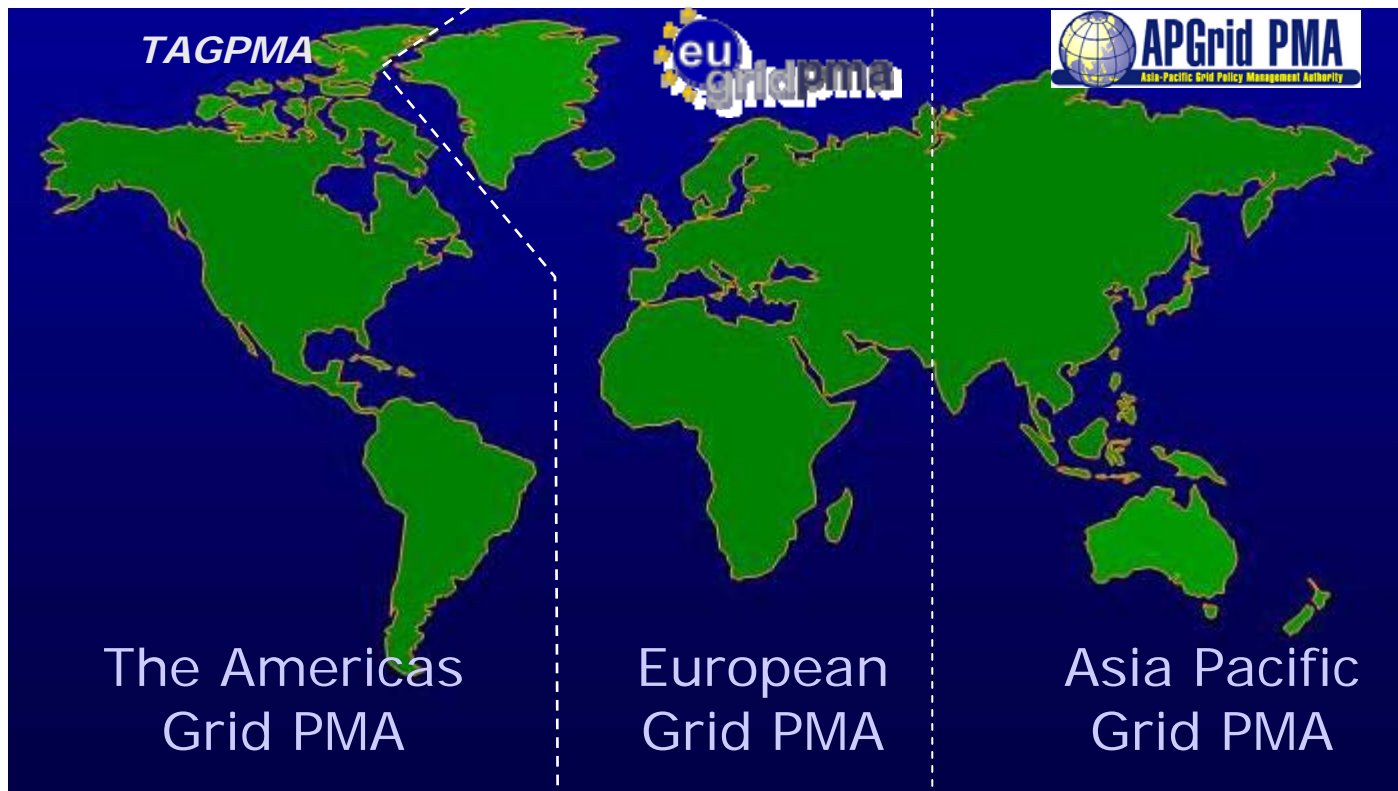 TAGPMA
eu
gridpma
APGrid PMA
Asia-Pacific Grid Policy Management Authority
The Americas
Grid PMA
European
Grid PMA
Asia Pacific
Grid PMA